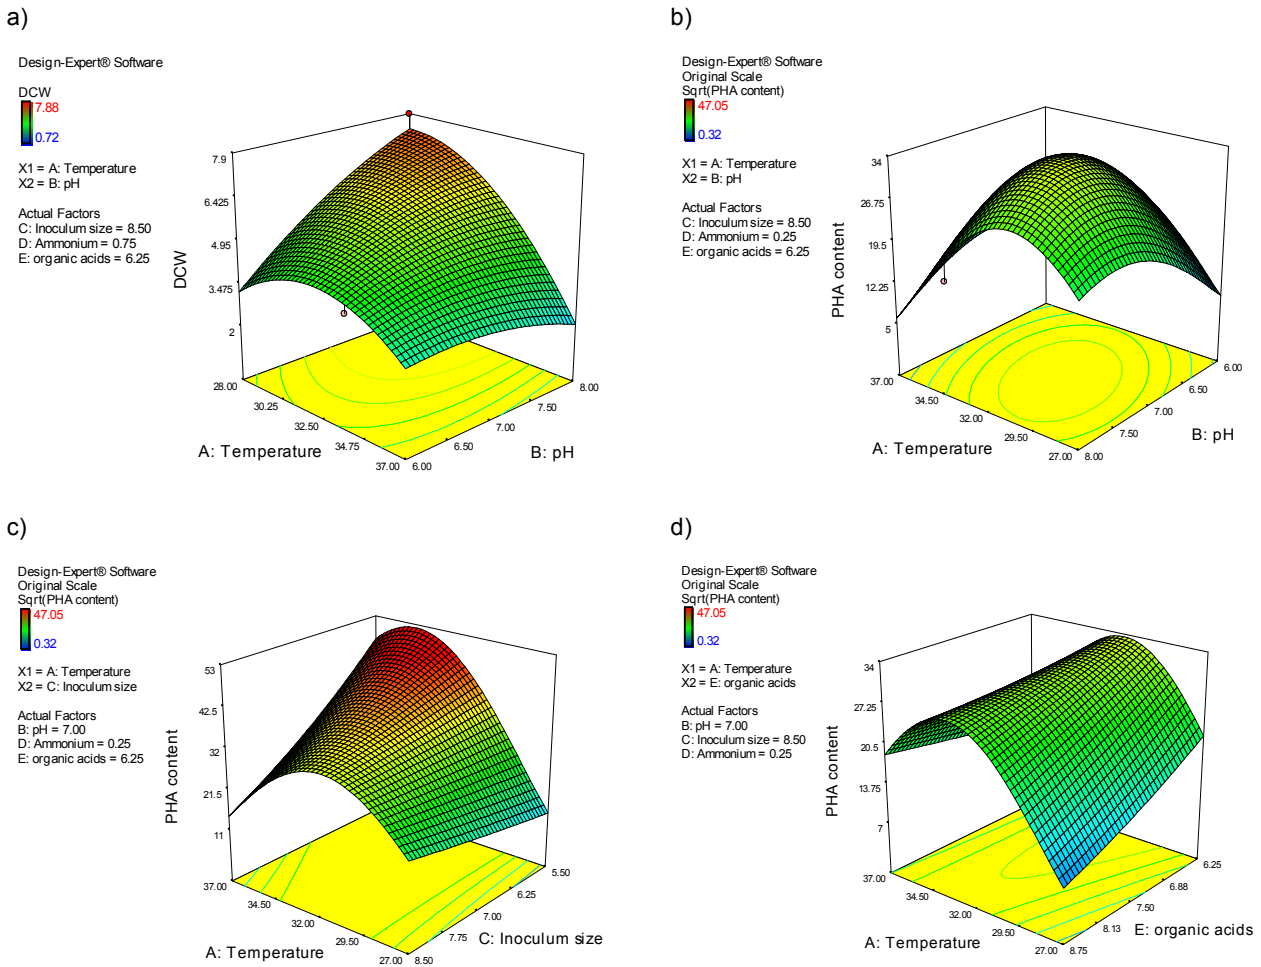 a)
Design-Expert® Software
DCW
7.88
0.72
X1 = A: Temperature
X2 = B: pH
Actual Factors
C: Inoculum size = 8.50
D: Ammonium = 0.75
E: organic acids = 6.25
7.9
6.425
4.95
3.475
2
DCW
28.00
30.25
32.50
34.75
37.00
A: Temperature
6.00
6.50
7.00
7.50
8.00
B: pH
b)
Design-Expert® Software
Original Scale
Sqrt(PHA content)
47.05
0.32
X1 = A: Temperature
X2 = B: pH
Actual Factors
C: Inoculum size = 8.50
D: Ammonium = 0.25
E: organic acids = 6.25
34
26.75
19.5
12.25
5
PHA content
37.00
34.50
32.00
29.50
27.00
A: Temperature
8.00
7.50
7.00
6.50
6.00
B: pH
c)
Design-Expert® Software
Original Scale
Sqrt(PHA content)
47.05
0.32
X1 = A: Temperature
X2 = C: Inoculum size
Actual Factors
B: pH = 7.00
D: Ammonium = 0.25
E: organic acids = 6.25
53
42.5
32
21.5
11
PHA content
37.00
34.50
32.00
29.50
27.00
A: Temperature
8.50
7.75
7.00
6.25
5.50
C: Inoculum size
d)
Design-Expert® Software
Original Scale
Sqrt(PHA content)
47.05
0.32
X1 = A: Temperature
X2 = E: organic acids
Actual Factors
B: pH = 7.00
C: Inoculum size = 8.50
D: Ammonium = 0.25
34
27.25
20.5
13.75
7
PHA content
37.00
34.50
32.00
29.50
27.00
A: Temperature
8.75
8.13
7.50
6.88
6.25
E: organic acids